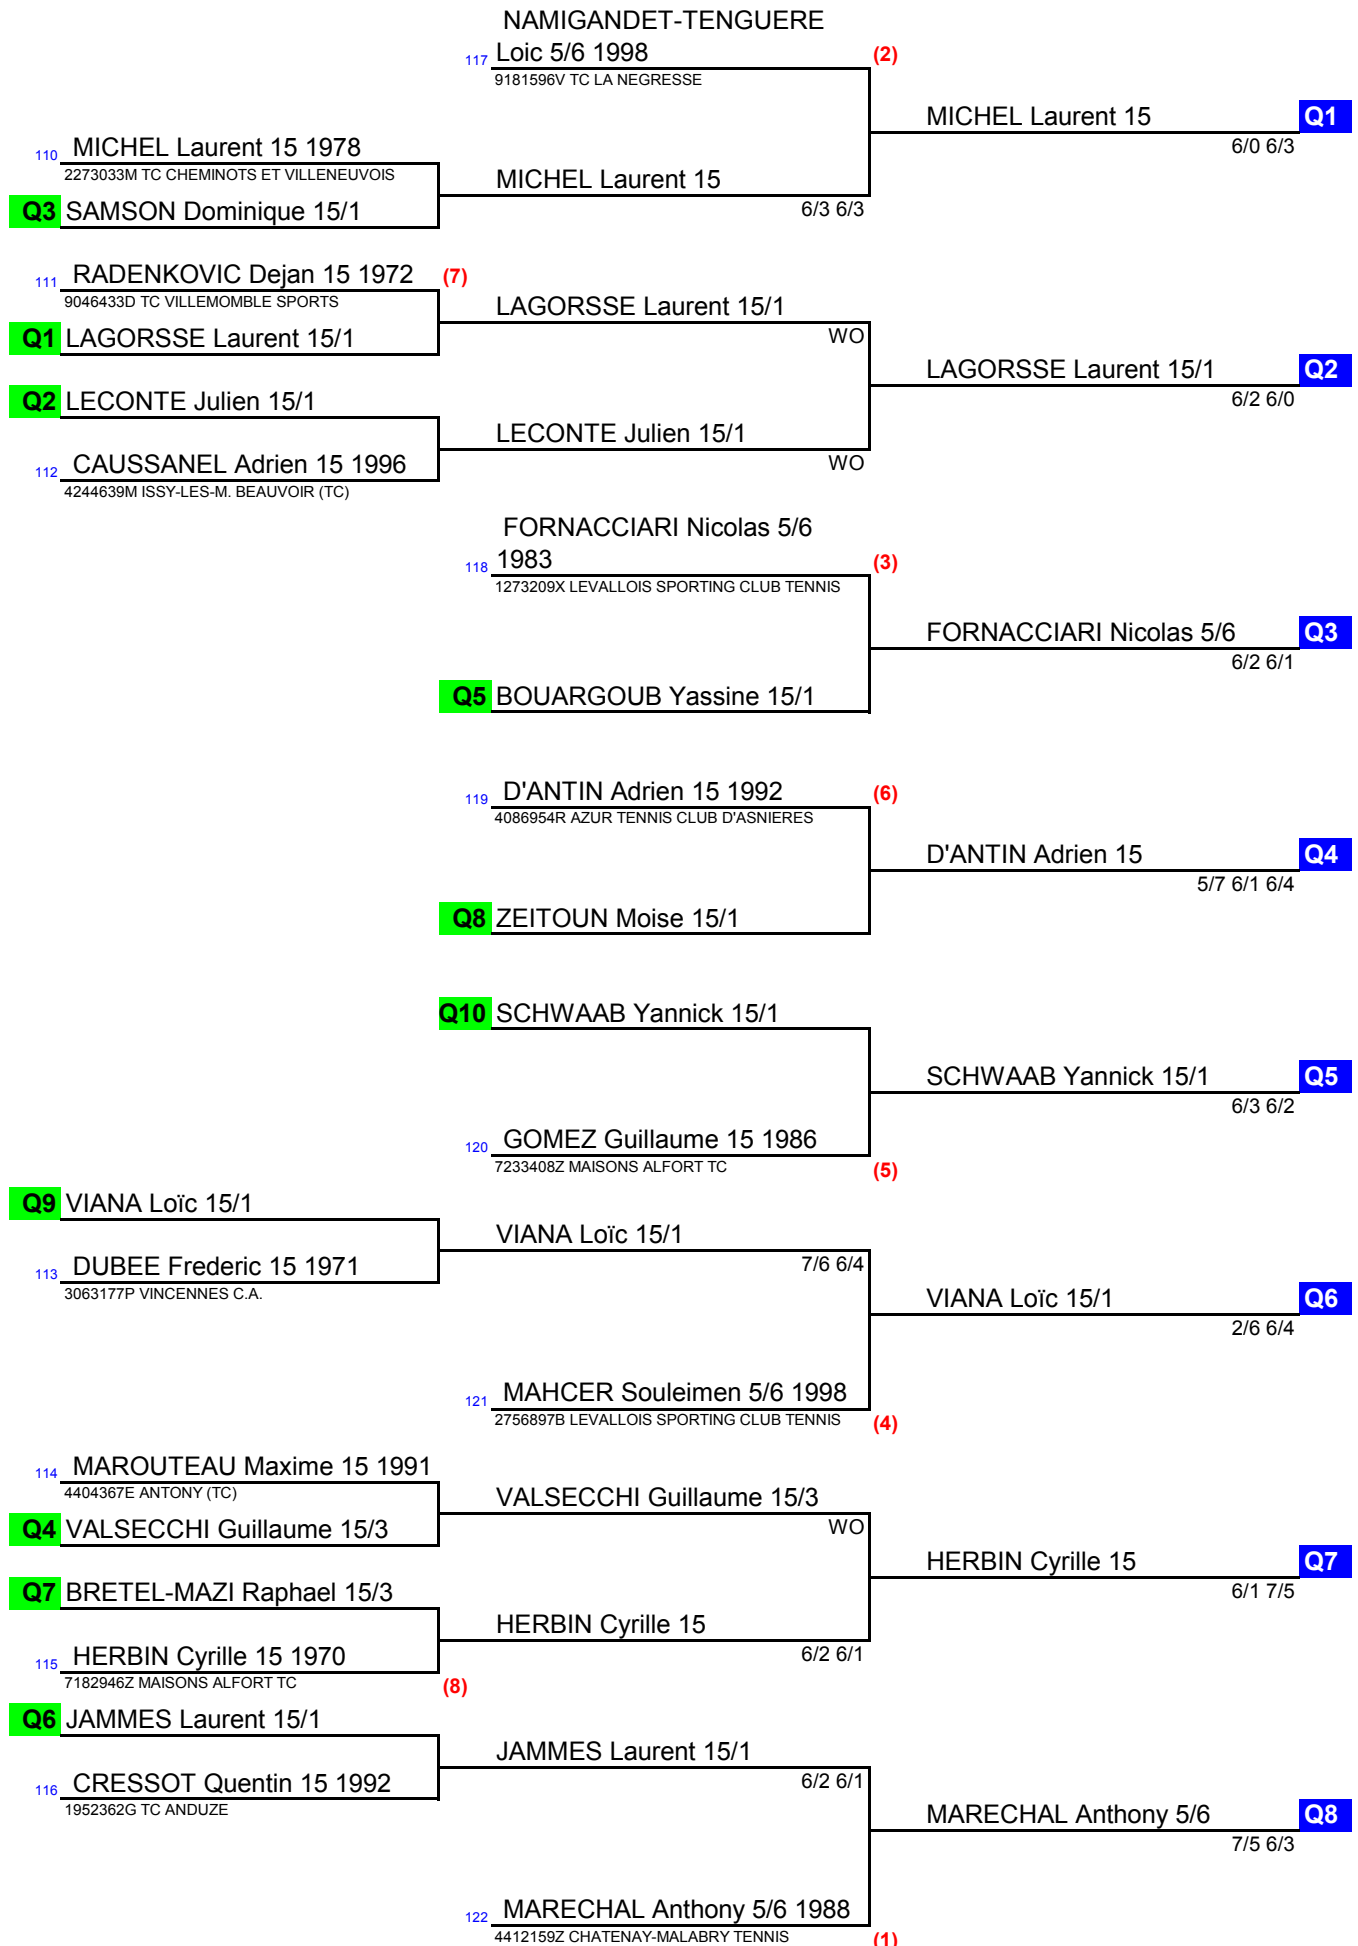 NAMIGANDET-TENGUERE
117 Loic 5/6 1998 (2)
9181596V TC LA NEGRESSE
MICHEL Laurent 15 Q1
6/0 6/3
110 MICHEL Laurent 15 1978
2273033M TC CHEMINOTS ET VILLENEUVOIS
MICHEL Laurent 15
6/3 6/3
Q3 SAMSON Dominique 15/1
111 RADENKOVIC Dejan 15 1972 (7)
9046433D TC VILLEMOMBLE SPORTS
LAGORSSE Laurent 15/1
WO
Q1 LAGORSSE Laurent 15/1
LAGORSSE Laurent 15/1 Q2
6/2 6/0
Q2 LECONTE Julien 15/1
LECONTE Julien 15/1
WO
112 CAUSSANEL Adrien 15 1996
4244639M ISSY-LES-M. BEAUVOIR (TC)
FORNACCIARI Nicolas 5/6
118 1983 (3)
1273209X LEVALLOIS SPORTING CLUB TENNIS
FORNACCIARI Nicolas 5/6 Q3
6/2 6/1
Q5 BOUARGOUB Yassine 15/1
119 D'ANTIN Adrien 15 1992 (6)
4086954R AZUR TENNIS CLUB D'ASNIERES
D'ANTIN Adrien 15 Q4
5/7 6/1 6/4
Q8 ZEITOUN Moise 15/1
Q10 SCHWAAB Yannick 15/1
SCHWAAB Yannick 15/1 Q5
6/3 6/2
120 GOMEZ Guillaume 15 1986
7233408Z MAISONS ALFORT TC (5)
Q9 VIANA Loïc 15/1
VIANA Loïc 15/1
7/6 6/4
113 DUBEE Frederic 15 1971
3063177P VINCENNES C.A.
VIANA Loïc 15/1 Q6
2/6 6/4
121 MAHCER Souleimen 5/6 1998
2756897B LEVALLOIS SPORTING CLUB TENNIS (4)
114 MAROUTEAU Maxime 15 1991
4404367E ANTONY (TC)
VALSECCHI Guillaume 15/3
WO
Q4 VALSECCHI Guillaume 15/3
HERBIN Cyrille 15 Q7
6/1 7/5
Q7 BRETEL-MAZI Raphael 15/3
HERBIN Cyrille 15
6/2 6/1
115 HERBIN Cyrille 15 1970
7182946Z MAISONS ALFORT TC (8)
Q6 JAMMES Laurent 15/1
JAMMES Laurent 15/1
6/2 6/1
116 CRESSOT Quentin 15 1992
1952362G TC ANDUZE
MARECHAL Anthony 5/6 Q8
7/5 6/3
122 MARECHAL Anthony 5/6 1988
4412159Z CHATENAY-MALABRY TENNIS (1)